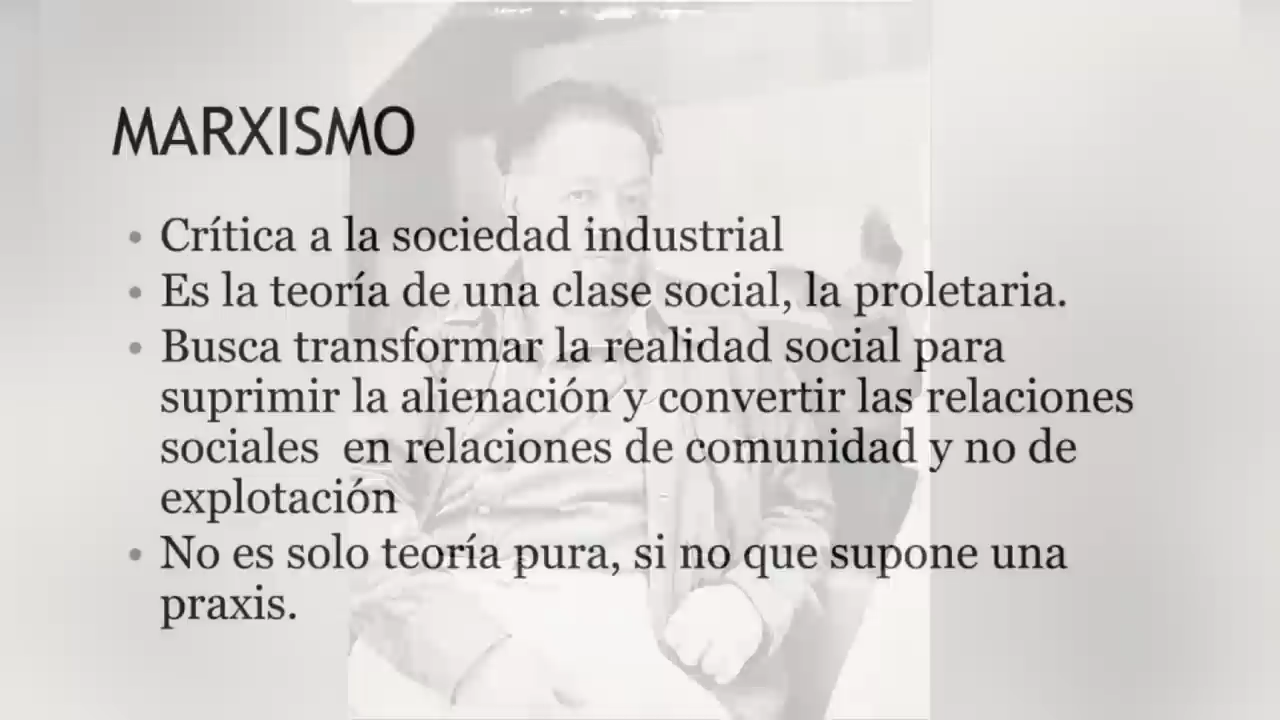 MARXISMO
• Crítica a la sociedad industrial
• Es la teoría de una clase social, la proletaria.
• Busca transformar la realidad social para
suprimir la alienación y convertir las relaciones
sociales  en relaciones de comunidad y no de
explotación
• No es solo teoría pura, si no que supone una
praxis.